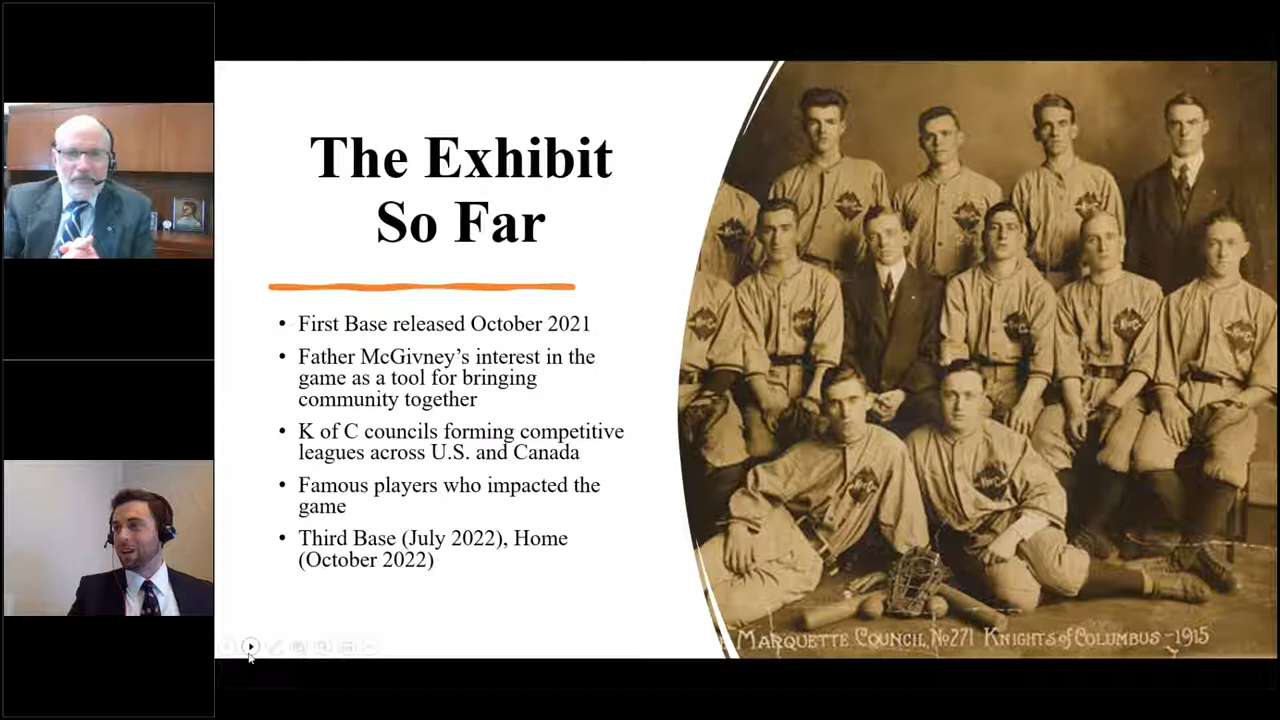 The Exhibit
So Far
• First Base released October 2021
• Father McGivney’s interest in the
game as a tool for bringing
community together
• K of C councils forming competitive
leagues across U.S. and Canada
• Famous players who impacted the
game
• Third Base (July 2022), Home
(October 2022)
MARQUETTE COUNCIL, No 271 KNIGHTS of COLUMBUS - 1915